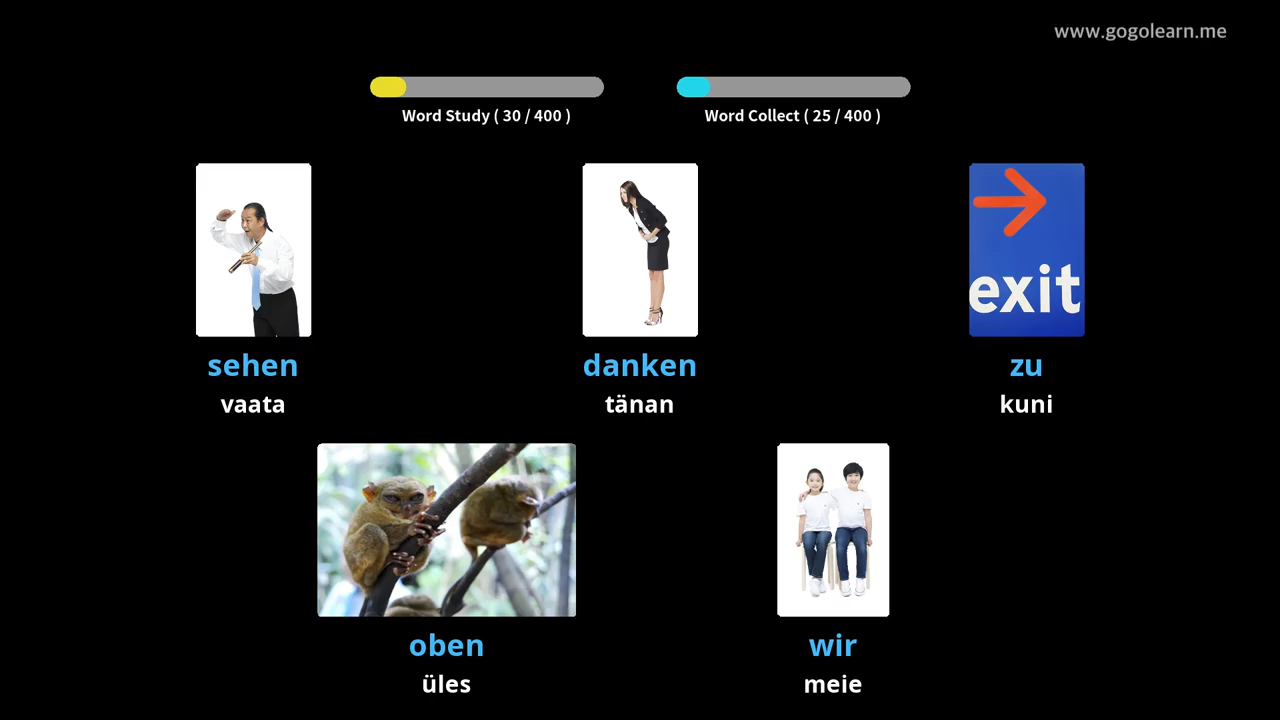 www.gogolearn.me
Word Study ( 30 / 400 )
Word Collect ( 25 / 400 )
exit
sehen
danken
zu
vaata
tänan
kuni
oben
wir
üles
meie